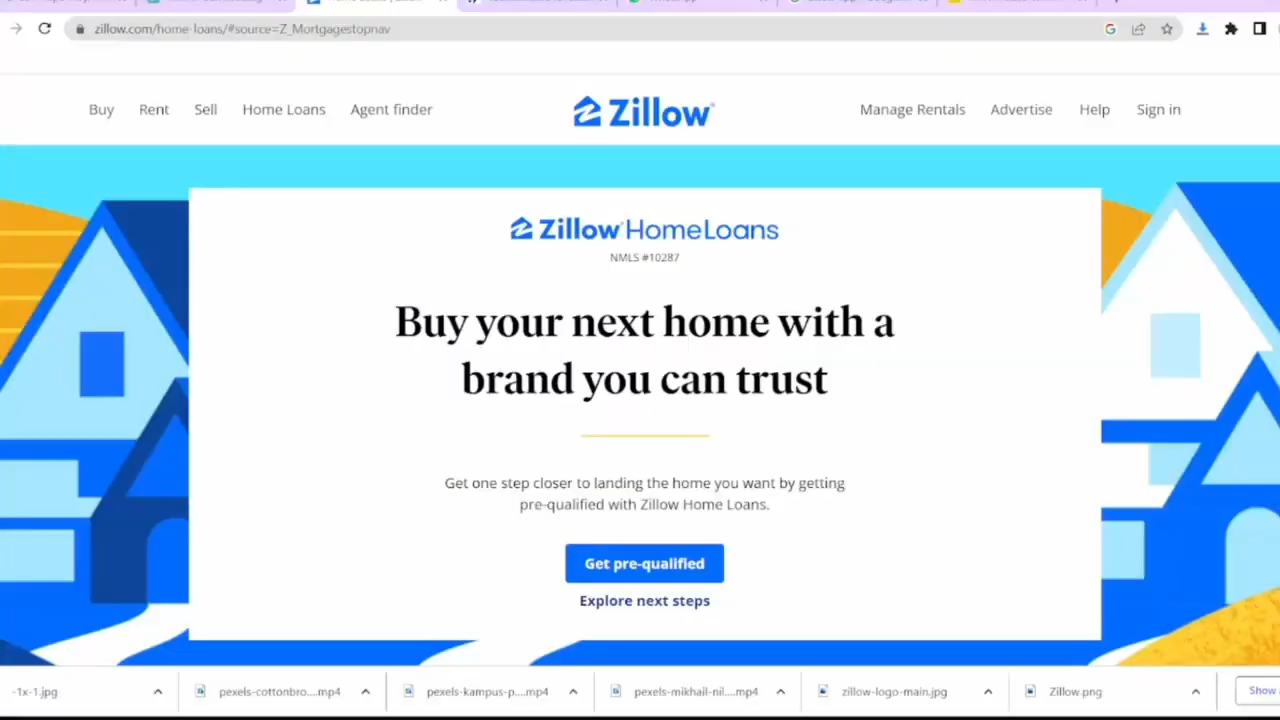 zillow.com/home-loans/#source=Z_Mortgagestopnav
Buy Rent Sell Home Loans Agent finder Zillow Manage Rentals Advertise Help Sign in
Zillow HomeLoans
NMLS #10287
Buy your next home with a
brand you can trust
Get one step closer to landing the home you want by getting
pre-qualified with Zillow Home Loans.
Get pre-qualified
Explore next steps
-1x-1.jpg pexels-cottonbro....mp4 pexels-kampus-p....mp4 pexels-mikhail-nil....mp4 zillow-logo-main.jpg Zillow.png Show